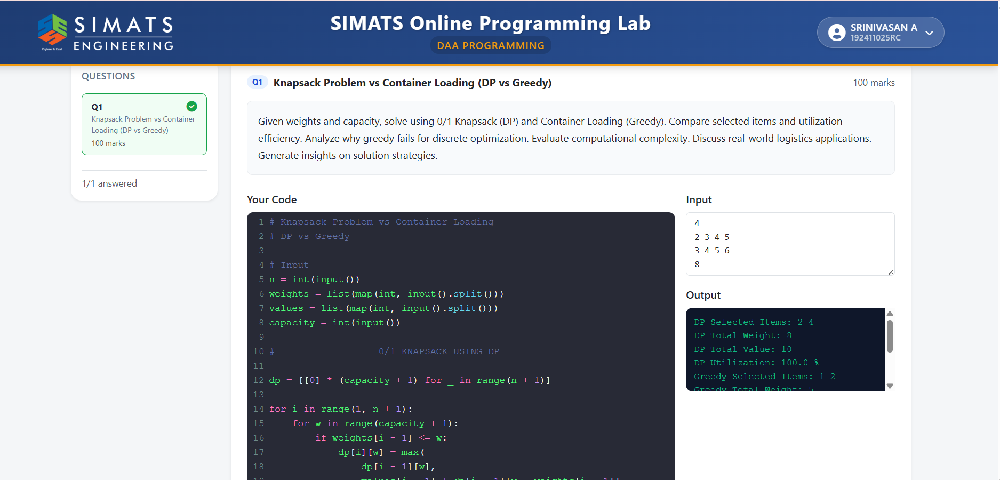 SIMATS
ENGINEERING
Engineer to Excel
SIMATS Online Programming Lab
DAA PROGRAMMING
SRINIVASAN A
192411025RC
QUESTIONS
Q1
Knapsack Problem vs Container
Loading (DP vs Greedy)
100 marks
1/1 answered
Q1 Knapsack Problem vs Container Loading (DP vs Greedy)
100 marks
Given weights and capacity, solve using 0/1 Knapsack (DP) and Container Loading (Greedy). Compare selected items and utilization
efficiency. Analyze why greedy fails for discrete optimization. Evaluate computational complexity. Discuss real-world logistics applications.
Generate insights on solution strategies.
Your Code
1 # Knapsack Problem vs Container Loading
2 # DP vs Greedy
3
4 # Input
5 n = int(input())
6 weights = list(map(int, input().split()))
7 values = list(map(int, input().split()))
8 capacity = int(input())
9
10 # ---------------- 0/1 KNAPSACK USING DP ----------------
11
12 dp = [[0] * (capacity + 1) for _ in range(n + 1)]
13
14 for i in range(1, n + 1):
15     for w in range(capacity + 1):
16         if weights[i - 1] <= w:
17             dp[i][w] = max(
18                 dp[i - 1][w],
Input
4
2 3 4 5
3 4 5 6
8
Output
DP Selected Items: 2 4
DP Total Weight: 8
DP Total Value: 10
DP Utilization: 100.0 %
Greedy Selected Items: 1 2
Greedy Total Weight: 5